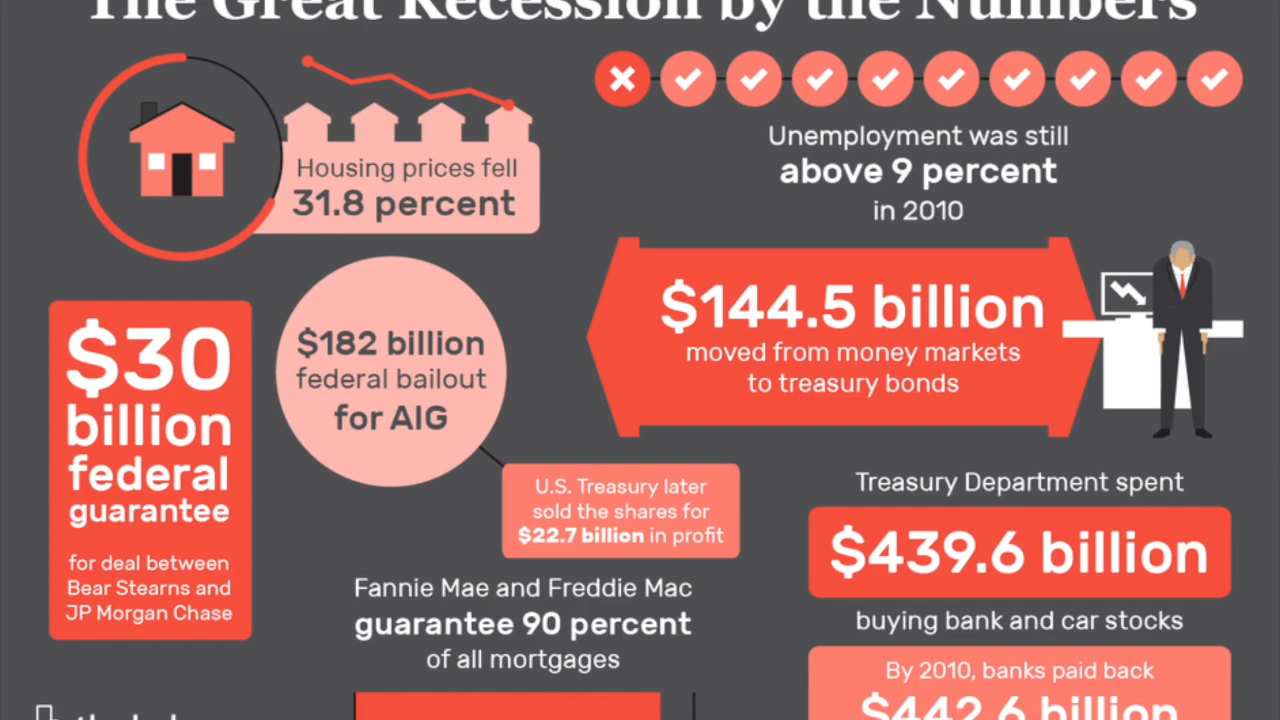 The Great Recession by the Numbers
Housing prices fell
31.8 percent
Unemployment was still
above 9 percent
in 2010
$144.5 billion
moved from money markets
to treasury bonds
$30
billion
federal
guarantee
for deal between
Bear Stearns and
JP Morgan Chase
$182 billion
federal bailout
for AIG
U.S. Treasury later
sold the shares for
$22.7 billion in profit
Fannie Mae and Freddie Mac
guarantee 90 percent
of all mortgages
Treasury Department spent
$439.6 billion
buying bank and car stocks
By 2010, banks paid back
$442.6 billion